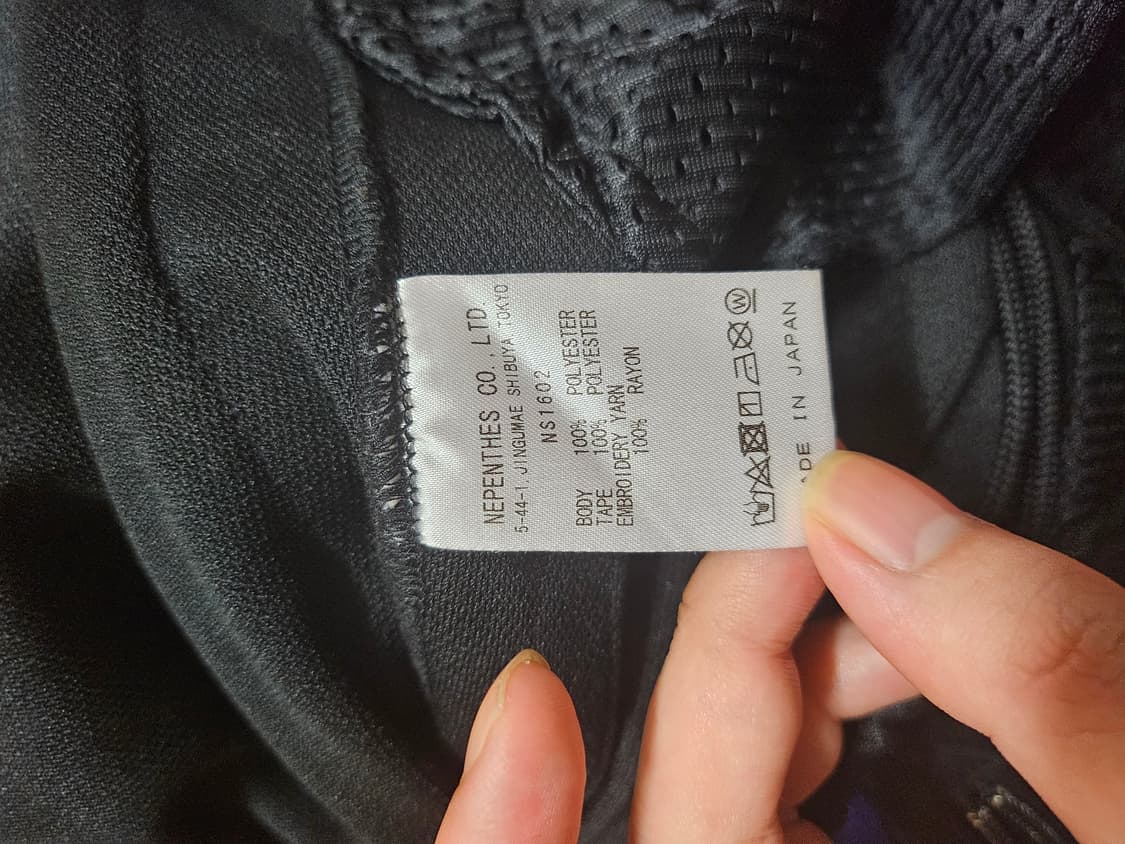 NEPENTHES CO., LTD.
5-44-1, JINGUMAE SHIBUYA TOKYO
NS1602
BODY 100% POLYESTER
TAPE 100% POLYESTER
EMBROIDERY YARN
100% RAYON
W
ADE IN JAPAN